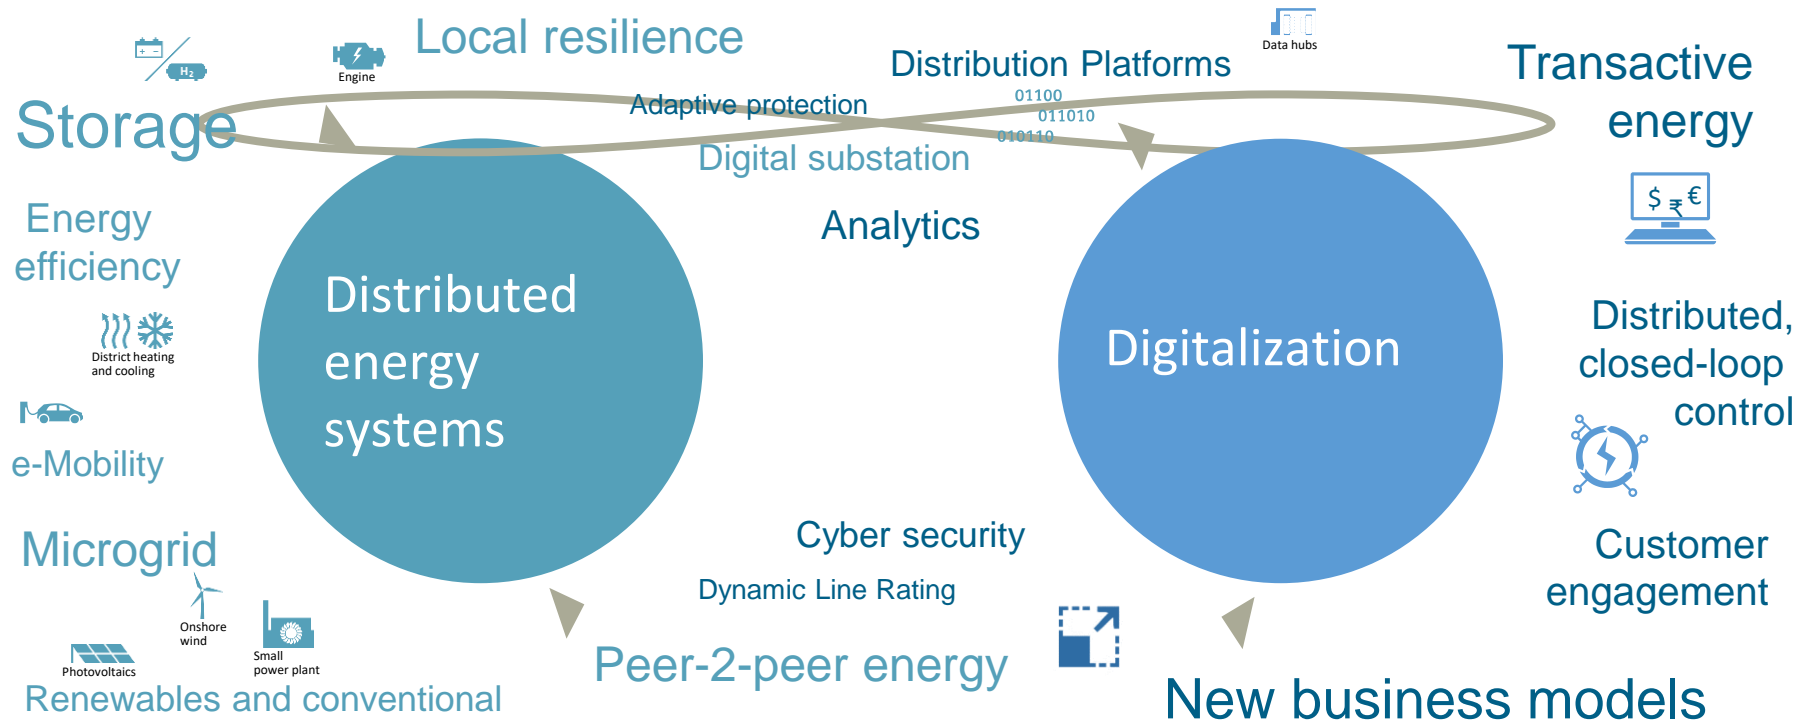 Local resilience
Data hubs
H₂
Engine
Distribution Platforms
Transactive
energy
Storage
Adaptive protection
01100
011010
010110
Digital substation
Energy
efficiency
Analytics
$ ₹ €
Distributed
energy
systems
Digitalization
District heating
and cooling
Distributed,
closed-loop
control
e-Mobility
Microgrid
Cyber security
Customer
engagement
Dynamic Line Rating
Onshore
wind
Small
power plant
Photovoltaics
Peer-2-peer energy
Renewables and conventional
New business models